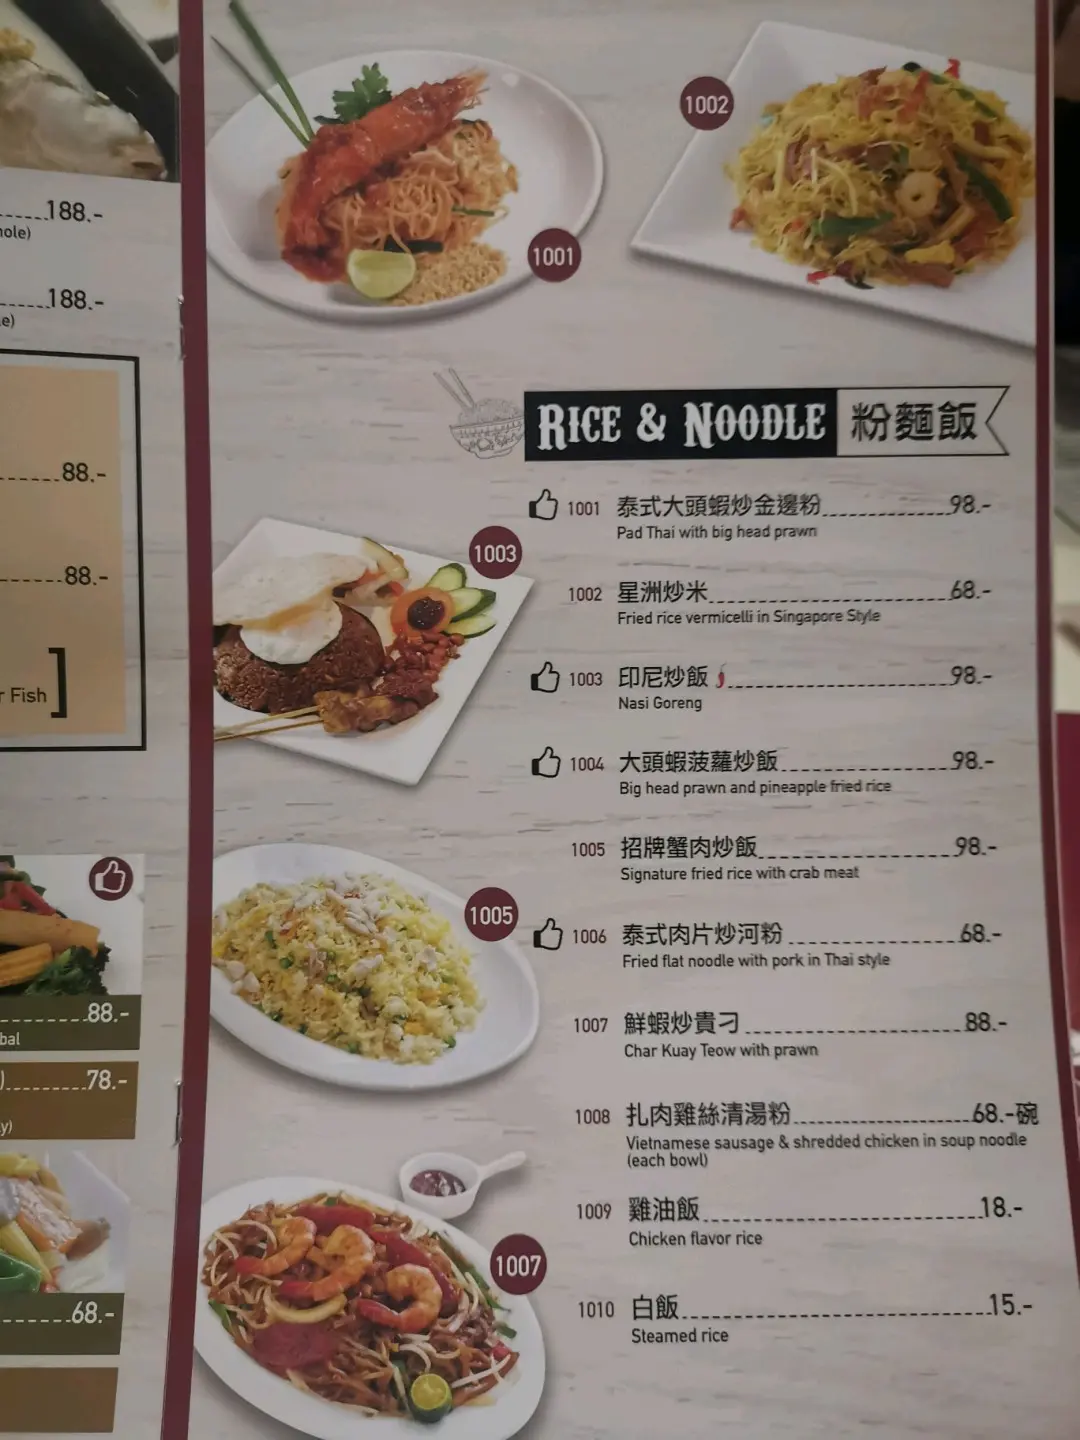 188.-
hole)
188.-
e)
88.-
88.-
r Fish]
88.-
bal
)
78.-
y)
68.-
1001
1002
RICE & NOODLE 粉麵飯
1001 泰式大頭蝦炒金邊粉 98.-
Pad Thai with big head prawn
1002 星洲炒米 68.-
Fried rice vermicelli in Singapore Style
1003
1003 印尼炒飯 98.-
Nasi Goreng
1004 大頭蝦菠蘿炒飯 98.-
Big head prawn and pineapple fried rice
1005 招牌蟹肉炒飯 98.-
Signature fried rice with crab meat
1005
1006 泰式肉片炒河粉 68.-
Fried flat noodle with pork in Thai style
1007 鮮蝦炒貴刁 88.-
Char Kuay Teow with prawn
1008 扎肉雞絲清湯粉 68.-碗
Vietnamese sausage & shredded chicken in soup noodle
(each bowl)
1009 雞油飯 18.-
Chicken flavor rice
1007
1010 白飯 15.-
Steamed rice